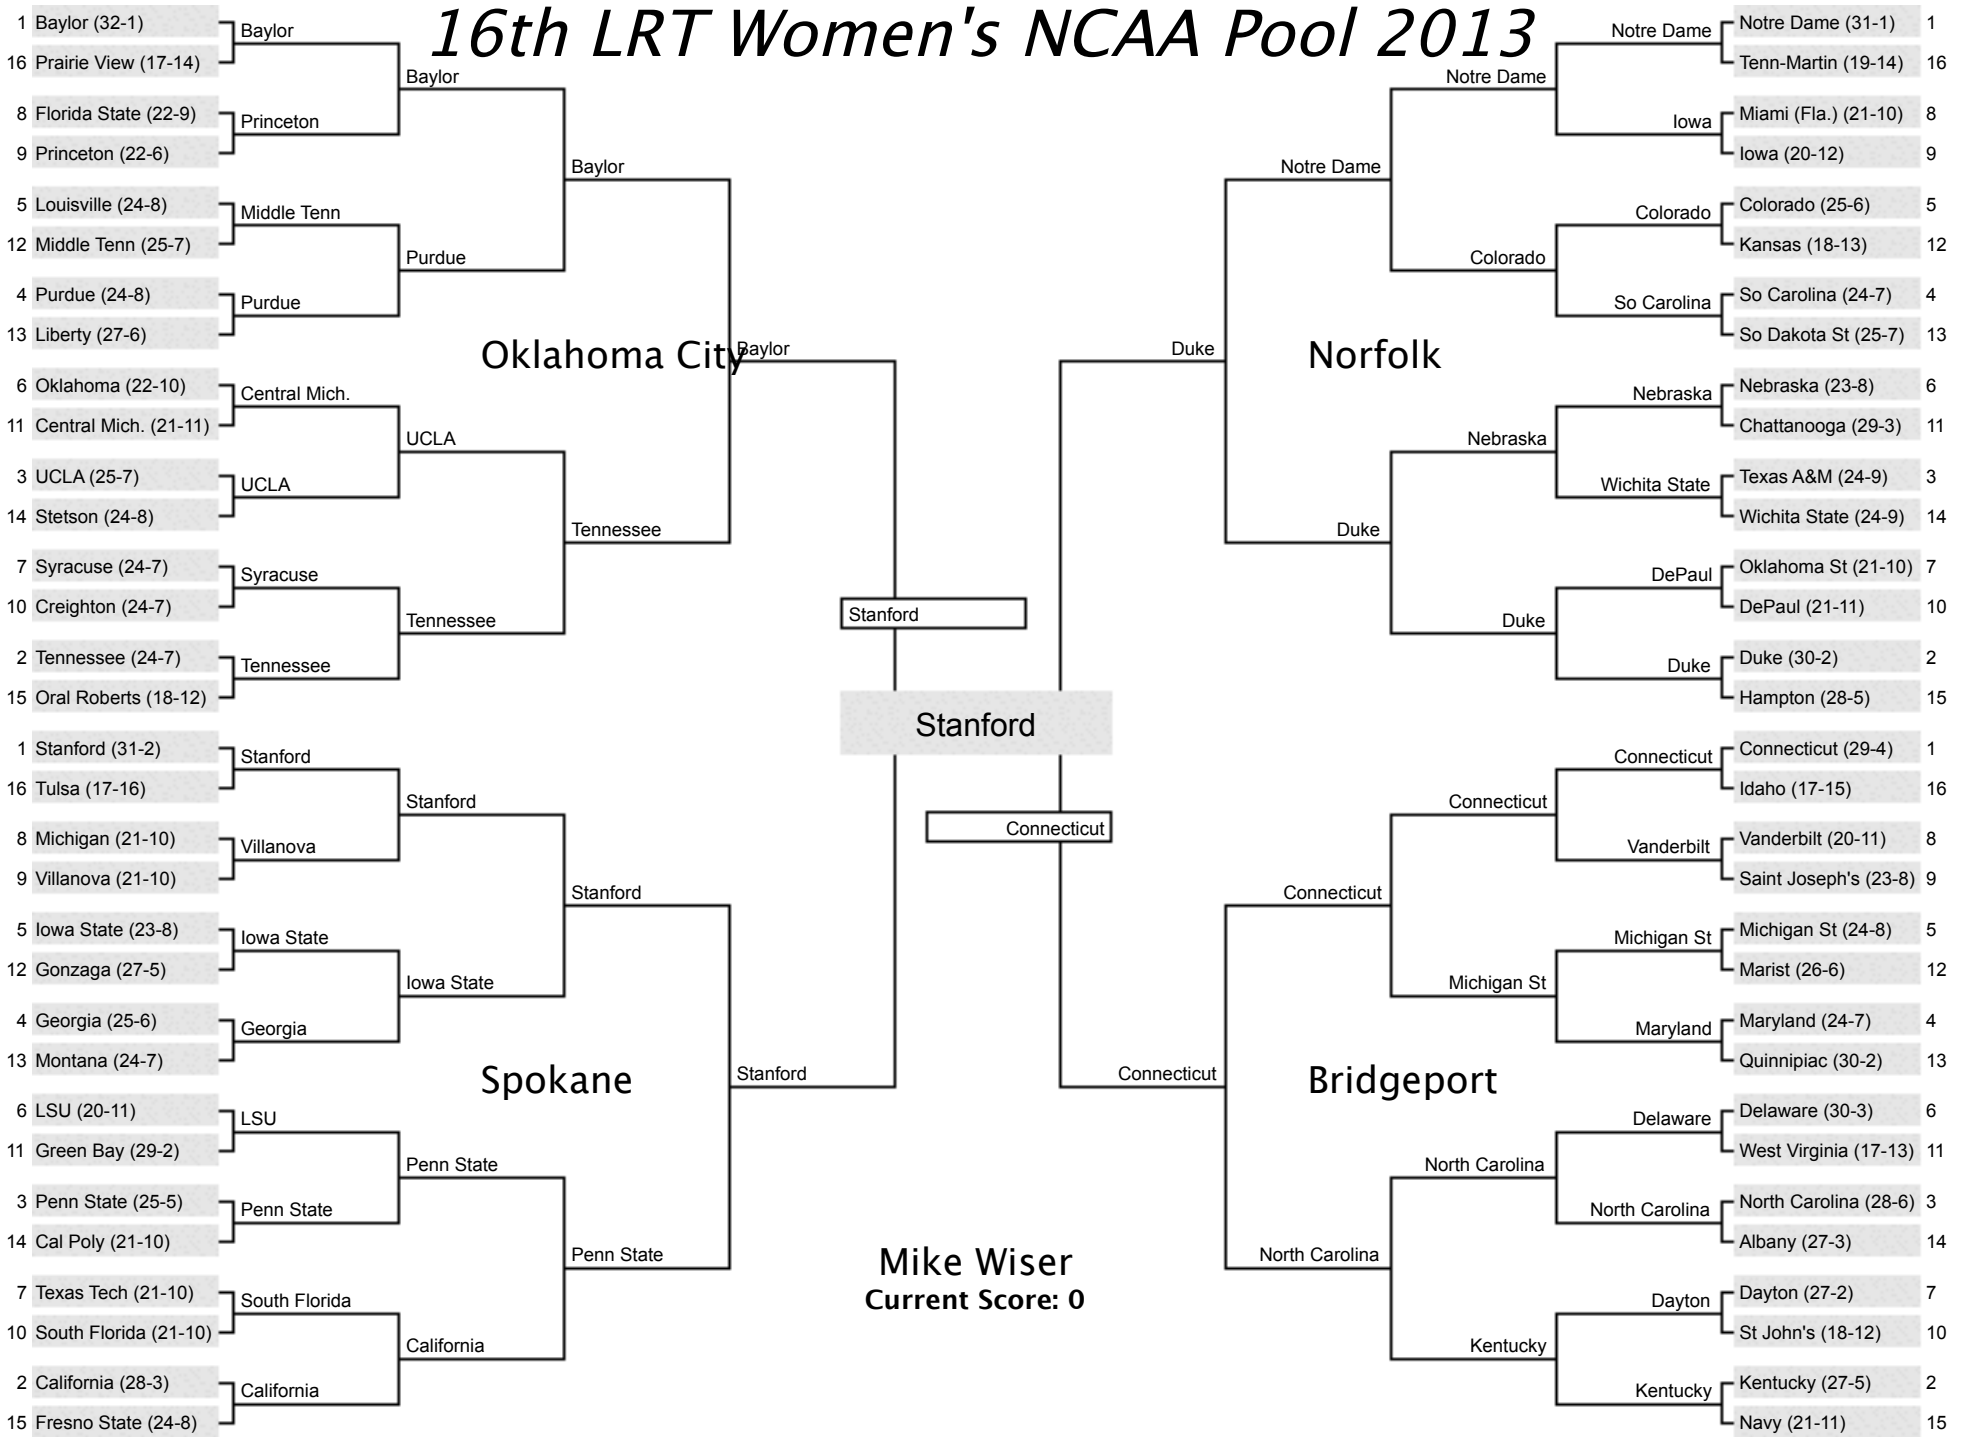 16th LRT Women's NCAA Pool 2013
1 Baylor (32-1)
Baylor
16 Prairie View (17-14)
Baylor
8 Florida State (22-9)
Princeton
9 Princeton (22-6)
Baylor
5 Louisville (24-8)
Middle Tenn
12 Middle Tenn (25-7)
Purdue
4 Purdue (24-8)
Purdue
13 Liberty (27-6)
Oklahoma City
Baylor
6 Oklahoma (22-10)
Central Mich.
11 Central Mich. (21-11)
UCLA
3 UCLA (25-7)
UCLA
14 Stetson (24-8)
Tennessee
7 Syracuse (24-7)
Syracuse
10 Creighton (24-7)
Tennessee
2 Tennessee (24-7)
Tennessee
15 Oral Roberts (18-12)
Stanford
Stanford
Connecticut
1 Stanford (31-2)
Stanford
16 Tulsa (17-16)
Stanford
8 Michigan (21-10)
Villanova
9 Villanova (21-10)
Stanford
5 Iowa State (23-8)
Iowa State
12 Gonzaga (27-5)
Iowa State
4 Georgia (25-6)
Georgia
13 Montana (24-7)
Spokane
Stanford
6 LSU (20-11)
LSU
11 Green Bay (29-2)
Penn State
3 Penn State (25-5)
Penn State
14 Cal Poly (21-10)
Penn State
7 Texas Tech (21-10)
South Florida
10 South Florida (21-10)
California
2 California (28-3)
California
15 Fresno State (24-8)
Notre Dame (31-1) 1
Notre Dame
Tenn-Martin (19-14) 16
Notre Dame
Miami (Fla.) (21-10) 8
Iowa
Iowa (20-12) 9
Notre Dame
Colorado (25-6) 5
Colorado
Kansas (18-13) 12
Colorado
So Carolina (24-7) 4
So Carolina
So Dakota St (25-7) 13
Duke
Norfolk
Nebraska (23-8) 6
Nebraska
Chattanooga (29-3) 11
Nebraska
Texas A&M (24-9) 3
Wichita State
Wichita State (24-9) 14
Duke
Oklahoma St (21-10) 7
DePaul
DePaul (21-11) 10
Duke
Duke (30-2) 2
Duke
Hampton (28-5) 15
Connecticut (29-4) 1
Connecticut
Idaho (17-15) 16
Connecticut
Vanderbilt (20-11) 8
Vanderbilt
Saint Joseph's (23-8) 9
Connecticut
Michigan St (24-8) 5
Michigan St
Marist (26-6) 12
Michigan St
Maryland (24-7) 4
Maryland
Quinnipiac (30-2) 13
Connecticut
Bridgeport
Delaware (30-3) 6
Delaware
West Virginia (17-13) 11
North Carolina
North Carolina (28-6) 3
North Carolina
Albany (27-3) 14
North Carolina
Dayton (27-2) 7
Dayton
St John's (18-12) 10
Kentucky
Kentucky (27-5) 2
Kentucky
Navy (21-11) 15
Mike Wiser
Current Score: 0